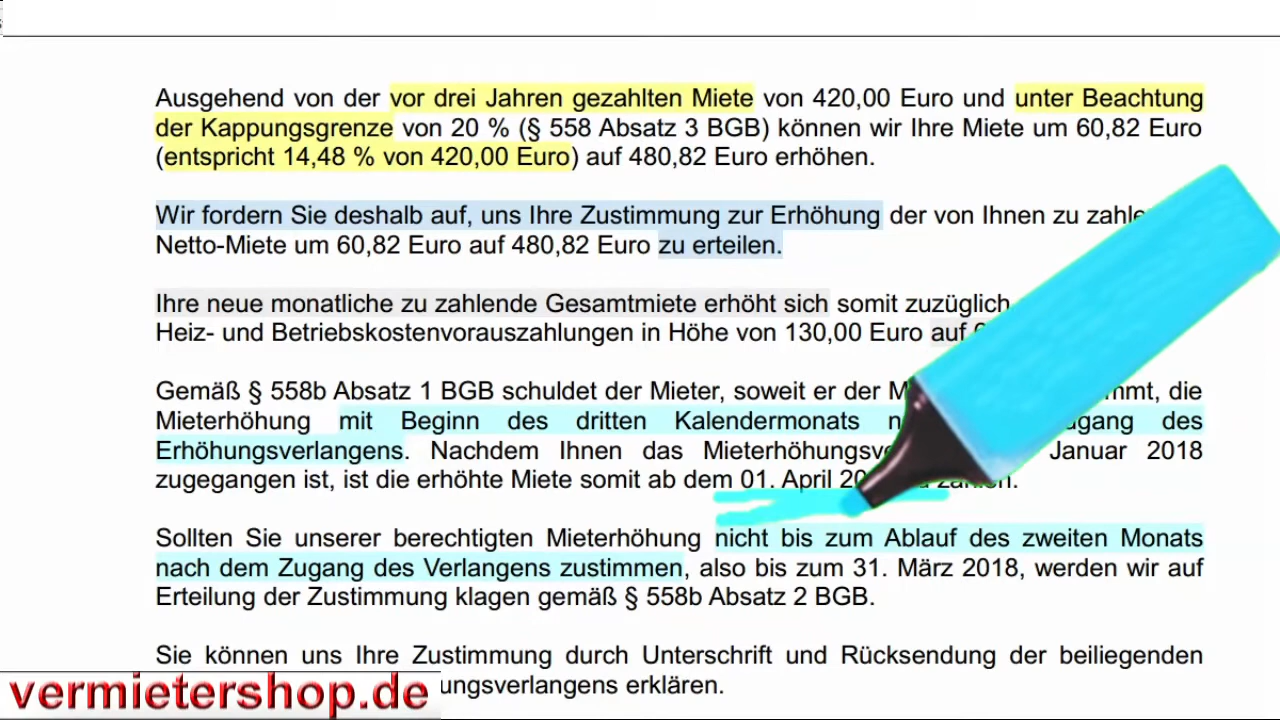 Ausgehend von der vor drei Jahren gezahlten Miete von 420,00 Euro und unter Beachtung
der Kappungsgrenze von 20 % (§ 558 Absatz 3 BGB) können wir Ihre Miete um 60,82 Euro
(entspricht 14,48 % von 420,00 Euro) auf 480,82 Euro erhöhen.
Wir fordern Sie deshalb auf, uns Ihre Zustimmung zur Erhöhung der von Ihnen zu
Netto-Miete um 60,82 Euro auf 480,82 Euro zu erteilen.
Ihre neue monatliche zu zahlende Gesamtmiete erhöht sich somit zuzüglich
Heiz- und Betriebskostenvorauszahlungen in Höhe von 130,00 Euro auf
Gemäß § 558b Absatz 1 BGB schuldet der Mieter, soweit er der die
Mieterhöhung mit Beginn des dritten Kalendermonats des
Erhöhungsverlangens. Nachdem Ihnen das Januar 2018
zugegangen ist, ist die erhöhte Miete somit ab dem 01. April
Sollten Sie unserer berechtigten Mieterhöhung nicht bis zum Ablauf des zweiten Monats
nach dem Zugang des Verlangens zustimmen, also bis zum 31. März 2018, werden wir auf
Erteilung der Zustimmung klagen gemäß § 558b Absatz 2 BGB.
Sie können uns Ihre Zustimmung durch Unterschrift und Rücksendung der beiliegenden
ungsverlangens erklären.
vermietershop.de